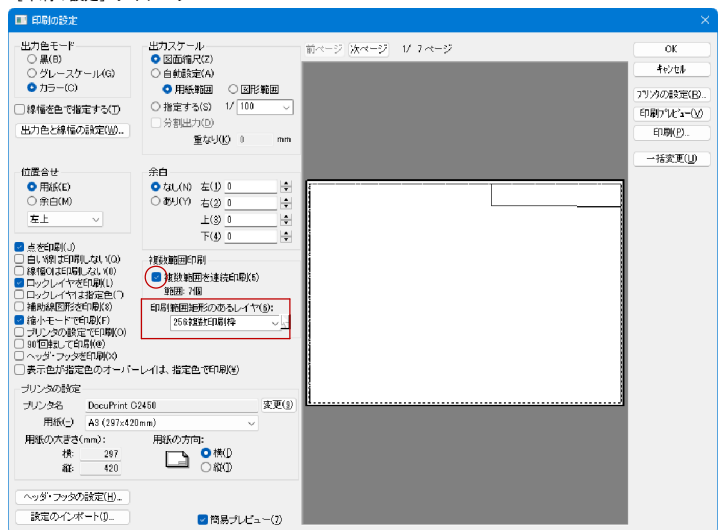 印刷の設定
出力色モード
黒(B)
グレースケール(G)
カラー(C)
線幅を色で指定する(T)
出力色と線幅の設定(W)...
出力スケール
図面縮尺(Z)
自動設定(A)
用紙範囲 図形範囲
指定する(S) 1/ 100
分割出力(D)
重なり(K) 0 mm
位置合せ
用紙(E)
余白(M)
左上
余白
なし(N) 左(1) 0
あり(Y) 右(2) 0
上(3) 0
下(4) 0
点を印刷(J)
白い線は印刷しない(Q)
線幅0は印刷しない(0)
ロックレイヤを印刷(L)
ロックレイヤは指定色(^)
補助線図形を印刷(8)
縮小モードで印刷(F)
プリンタの設定で印刷(O)
90°回転して印刷(@)
ヘッダ・フッタを印刷(X)
表示色が指定色のオーバーレイは、指定色で印刷(¥)
複数範囲印刷
複数範囲を連続印刷(5)
範囲: 7個
印刷範囲矩形のあるレイヤ(6):
256:複数印刷枠
プリンタの設定
プリンタ名 DocuPrint C2450 変更(9)
用紙(-) A3 (297x420mm)
用紙の大きさ(mm): 用紙の方向:
横: 297 横(I)
縦: 420 縦(J)
ヘッダ・フッタの設定(H)...
設定のインポート(I)...
簡易プレビュー(7)
前ページ 次ページ 1/ 7 ページ
OK
キャンセル
プリンタの設定(R)...
印刷プレビュー(V)
印刷(P)...
一括変更(U)